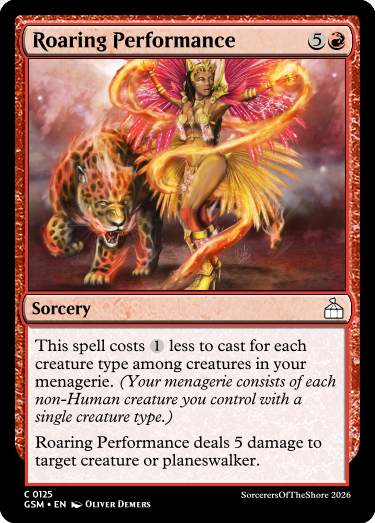 Roaring Performance 5
Sorcery
This spell costs 1 less to cast for each
creature type among creatures in your
menagerie. (Your menagerie consists of each
non-Human creature you control with a
single creature type.)
Roaring Performance deals 5 damage to
target creature or planeswalker.
C 0125
GSM • EN Oliver Demers
SorcerersOfTheShore 2026